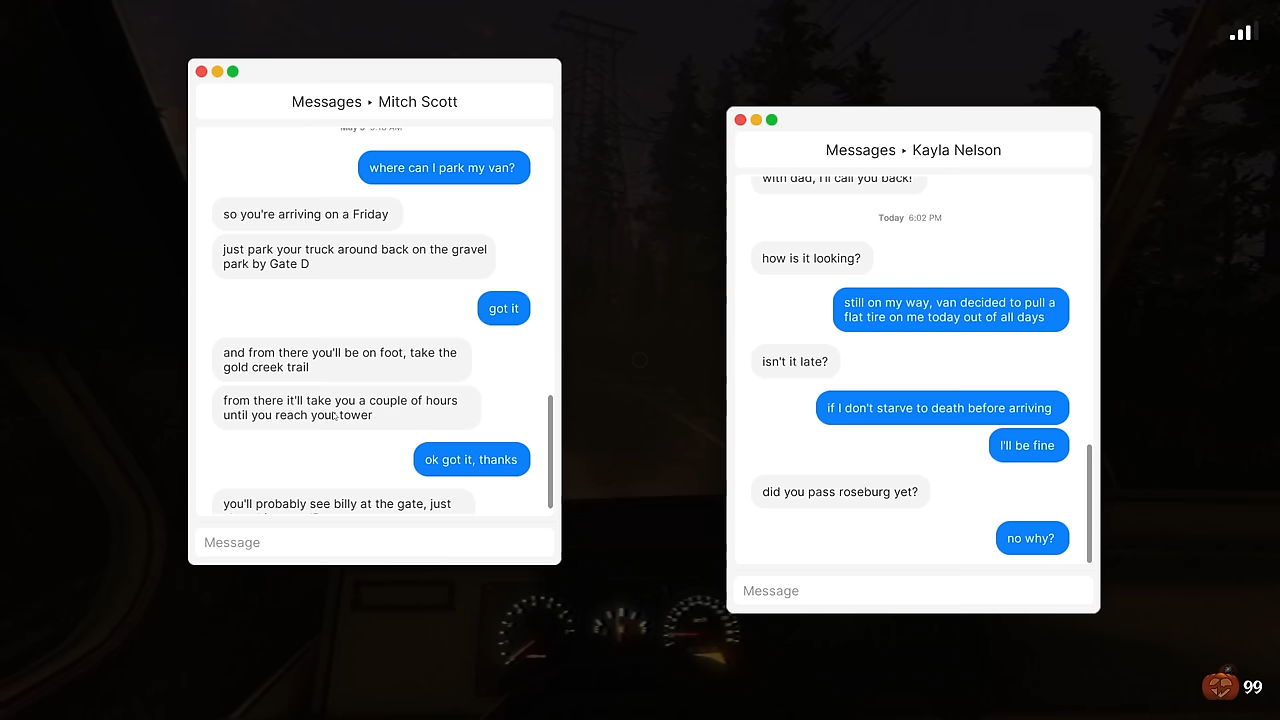 Messages ▸ Mitch Scott
where can I park my van?
so you're arriving on a Friday
just park your truck around back on the gravel
park by Gate D
got it
and from there you'll be on foot, take the
gold creek trail
from there it'll take you a couple of hours
until you reach your tower
ok got it, thanks
you'll probably see billy at the gate, just
Message
Messages ▸ Kayla Nelson
with dad, I'll call you back!
Today 6:02 PM
how is it looking?
still on my way, van decided to pull a
flat tire on me today out of all days
isn't it late?
if I don't starve to death before arriving
I'll be fine
did you pass roseburg yet?
no why?
Message
99